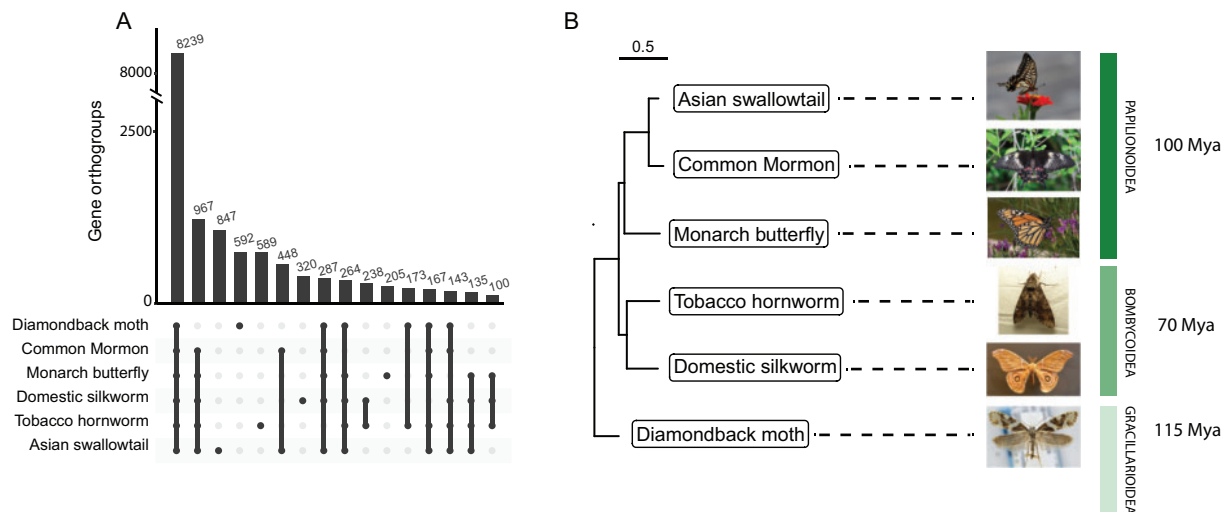 A
8239
8000
2500
0
Gene orthogroups
967
847
592
589
448
320
287
264
238
205
173
167
143
135
100
Diamondback moth
Common Mormon
Monarch butterfly
Domestic silkworm
Tobacco hornworm
Asian swallowtail
B
0.5
Asian swallowtail
Common Mormon
Monarch butterfly
Tobacco hornworm
Domestic silkworm
Diamondback moth
PAPILIONOIDEA
100 Mya
BOMBYCOIDEA
70 Mya
GRACILLARIOIDEA
115 Mya